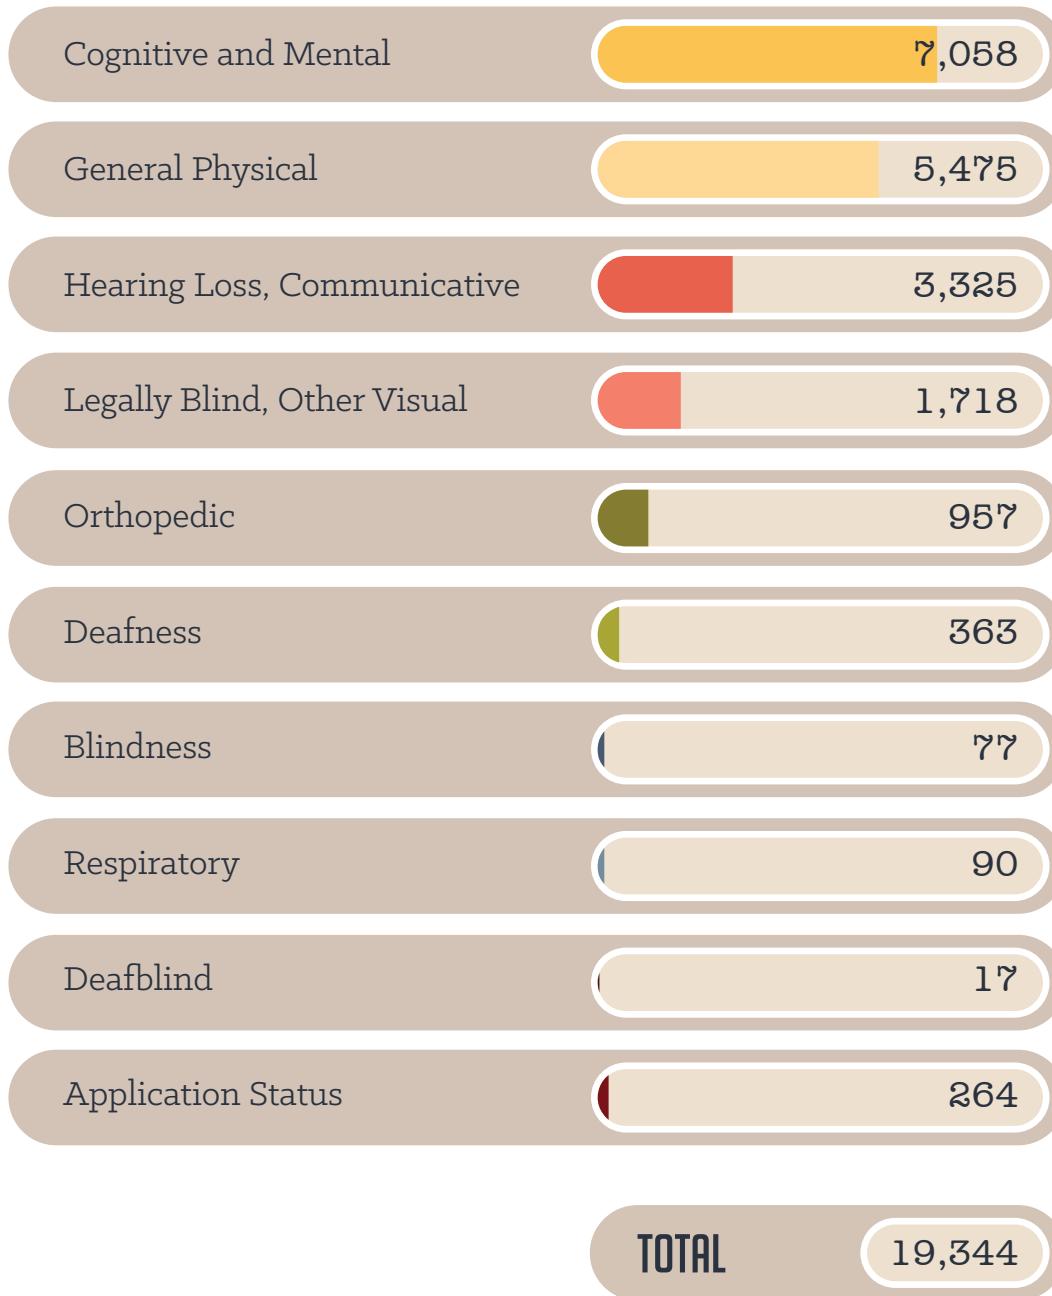 Cognitive and Mental 7,058
General Physical 5,475
Hearing Loss, Communicative 3,325
Legally Blind, Other Visual 1,718
Orthopedic 957
Deafness 363
Blindness 77
Respiratory 90
Deafblind 17
Application Status 264
TOTAL 19,344